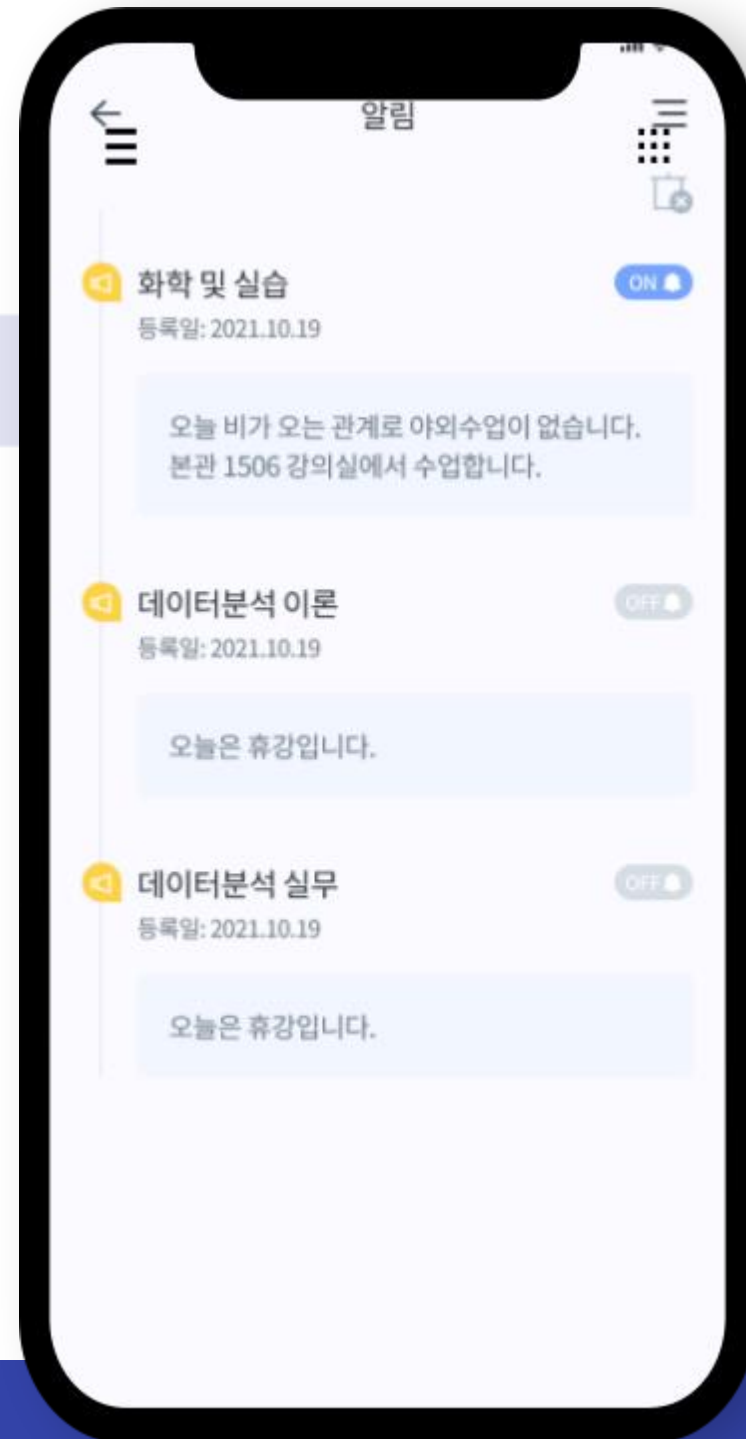 알림
화학 및 실습
ON
등록일: 2021.10.19
오늘 비가 오는 관계로 야외수업이 없습니다.
본관 1506 강의실에서 수업합니다.
데이터분석 이론
OFF
등록일: 2021.10.19
오늘은 휴강입니다.
데이터분석 실무
OFF
등록일: 2021.10.19
오늘은 휴강입니다.